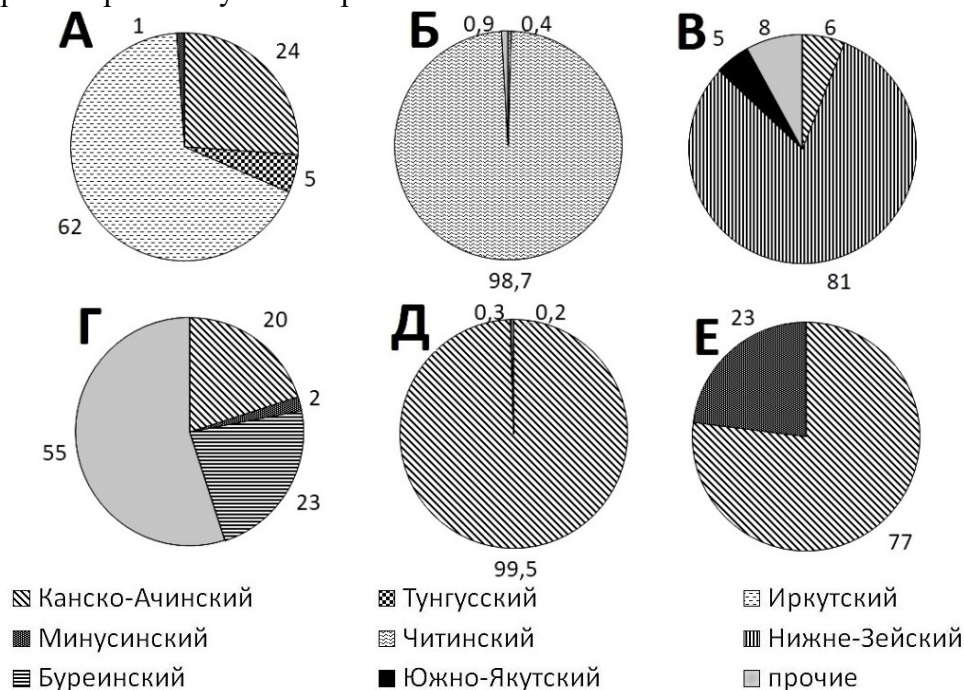 А 1 24 5 62
Б 0,9 0,4 98,7
В 5 8 6 81
Г 20 2 23 55
Д 0,3 0,2 99,5
Е 23 77
Канско-Ачинский Тунгусский Иркутский
Минусинский Читинский Нижне-Зейский
Буреинский Южно-Якутский прочие